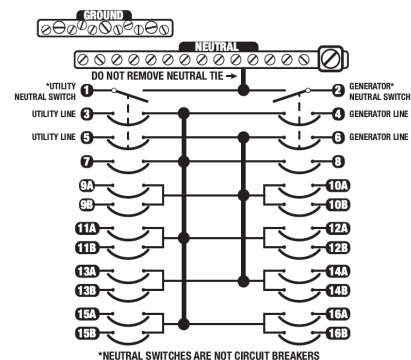 GROUND
NEUTRAL
DO NOT REMOVE NEUTRAL TIE →
*UTILITY
NEUTRAL SWITCH
1
2
GENERATOR*
NEUTRAL SWITCH
UTILITY LINE 3
4 GENERATOR LINE
UTILITY LINE 5
6 GENERATOR LINE
7
8
9A
10A
9B
10B
11A
12A
11B
12B
13A
14A
13B
14B
15A
16A
15B
16B
*NEUTRAL SWITCHES ARE NOT CIRCUIT BREAKERS